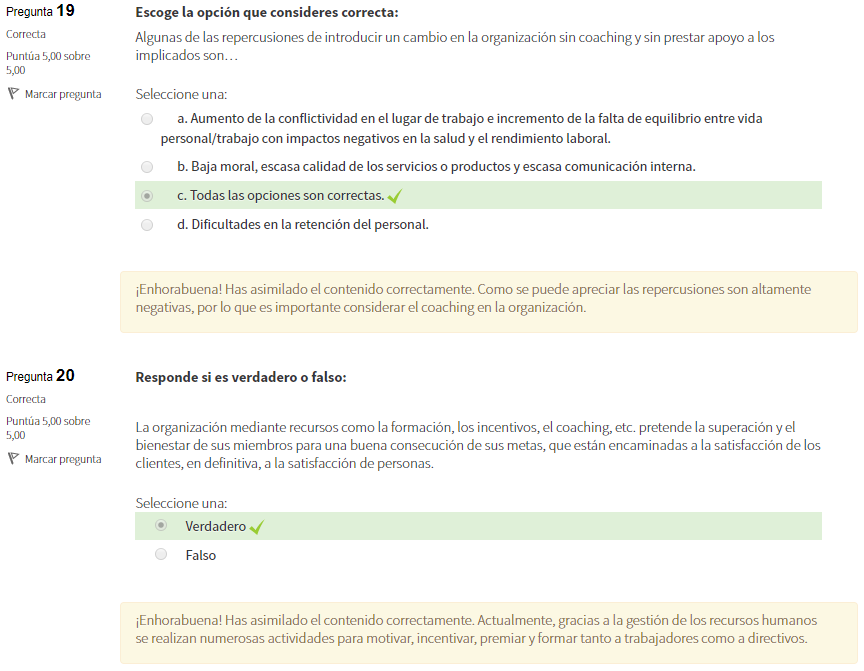 Pregunta 19
Correcta
Puntúa 5,00 sobre
5,00
Marcar pregunta
Escoge la opción que consideres correcta:
Algunas de las repercusiones de introducir un cambio en la organización sin coaching y sin prestar apoyo a los
implicados son…
Seleccione una:
a. Aumento de la conflictividad en el lugar de trabajo e incremento de la falta de equilibrio entre vida
personal/trabajo con impactos negativos en la salud y el rendimiento laboral.
b. Baja moral, escasa calidad de los servicios o productos y escasa comunicación interna.
c. Todas las opciones son correctas.
d. Dificultades en la retención del personal.
¡Enhorabuena! Has asimilado el contenido correctamente. Como se puede apreciar las repercusiones son altamente
negativas, por lo que es importante considerar el coaching en la organización.
Pregunta 20
Correcta
Puntúa 5,00 sobre
5,00
Marcar pregunta
Responde si es verdadero o falso:
La organización mediante recursos como la formación, los incentivos, el coaching, etc. pretende la superación y el
bienestar de sus miembros para una buena consecución de sus metas, que están encaminadas a la satisfacción de los
clientes, en definitiva, a la satisfacción de personas.
Seleccione una:
Verdadero
Falso
¡Enhorabuena! Has asimilado el contenido correctamente. Actualmente, gracias a la gestión de los recursos humanos
se realizan numerosas actividades para motivar, incentivar, premiar y formar tanto a trabajadores como a directivos.